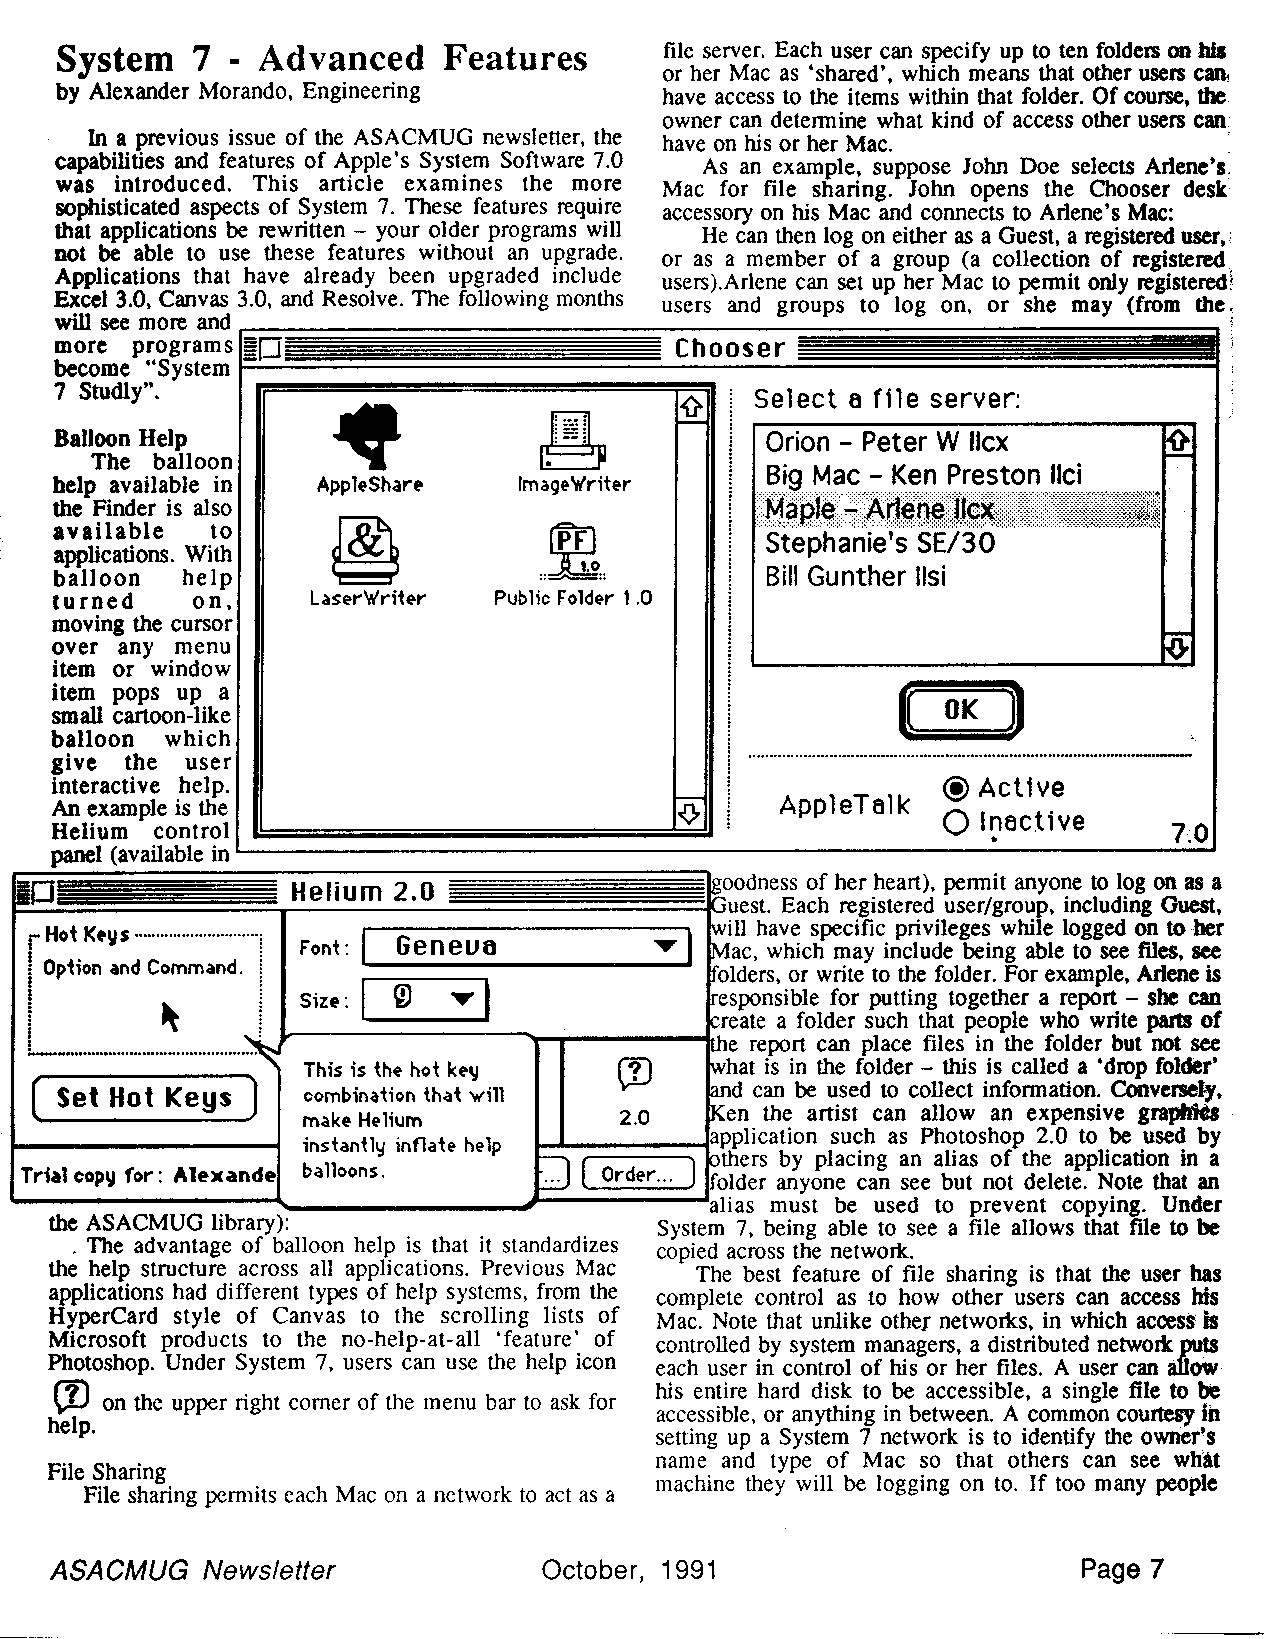 System 7 - Advanced Features
by Alexander Morando, Engineering
In a previous issue of the ASACMUG newsletter, the
capabilities and features of Apple's System Software 7.0
was introduced. This article examines the more
sophisticated aspects of System 7. These features require
that applications be rewritten – your older programs will
not be able to use these features without an upgrade.
Applications that have already been upgraded include
Excel 3.0, Canvas 3.0, and Resolve. The following months
will see more and
more programs
become "System
7 Studly".
Balloon Help
The balloon
help available in
the Finder is also
available to
applications. With
balloon help
turned on,
moving the cursor
over any menu
item or window
item pops up a
small cartoon-like
balloon which
give the user
interactive help.
An example is the
Helium control
panel (available in
Helium 2.0
Hot Keys
Option and Command.
Set Hot Keys
Font:
Geneva
Size:
9
This is the hot key
combination that will
make Helium
instantly inflate help
balloons.
2.0
Trial copy for: Alexande
...
Order...
the ASACMUG library):
. The advantage of balloon help is that it standardizes
the help structure across all applications. Previous Mac
applications had different types of help systems, from the
HyperCard style of Canvas to the scrolling lists of
Microsoft products to the no-help-at-all 'feature' of
Photoshop. Under System 7, users can use the help icon
on the upper right corner of the menu bar to ask for
help.
File Sharing
File sharing permits each Mac on a network to act as a
file server. Each user can specify up to ten folders on his
or her Mac as 'shared', which means that other users can
have access to the items within that folder. Of course, the
owner can determine what kind of access other users can
have on his or her Mac.
As an example, suppose John Doe selects Arlene's
Mac for file sharing. John opens the Chooser desk
accessory on his Mac and connects to Arlene's Mac:
He can then log on either as a Guest, a registered user,
or as a member of a group (a collection of registered
users).Arlene can set up her Mac to permit only registered
users and groups to log on, or she may (from the
Chooser
AppleShare
ImageWriter
LaserWriter
PF
1.0
Public Folder 1.0
Select a file server:
Orion - Peter W IIcx
Big Mac - Ken Preston IIci
Maple - Arlene IIcx
Stephanie's SE/30
Bill Gunther IIsi
OK
AppleTalk
Active
Inactive
7.0
goodness of her heart), permit anyone to log on as a
Guest. Each registered user/group, including Guest,
will have specific privileges while logged on to her
Mac, which may include being able to see files, see
folders, or write to the folder. For example, Arlene is
responsible for putting together a report – she can
create a folder such that people who write parts of
the report can place files in the folder but not see
what is in the folder – this is called a 'drop folder'
and can be used to collect information. Conversely,
Ken the artist can allow an expensive graphics
application such as Photoshop 2.0 to be used by
others by placing an alias of the application in a
folder anyone can see but not delete. Note that an
alias must be used to prevent copying. Under
System 7, being able to see a file allows that file to be
copied across the network.
The best feature of file sharing is that the user has
complete control as to how other users can access his
Mac. Note that unlike other networks, in which access is
controlled by system managers, a distributed network puts
each user in control of his or her files. A user can allow
his entire hard disk to be accessible, a single file to be
accessible, or anything in between. A common courtesy in
setting up a System 7 network is to identify the owner's
name and type of Mac so that others can see what
machine they will be logging on to. If too many people
ASACMUG Newsletter
October, 1991
Page 7